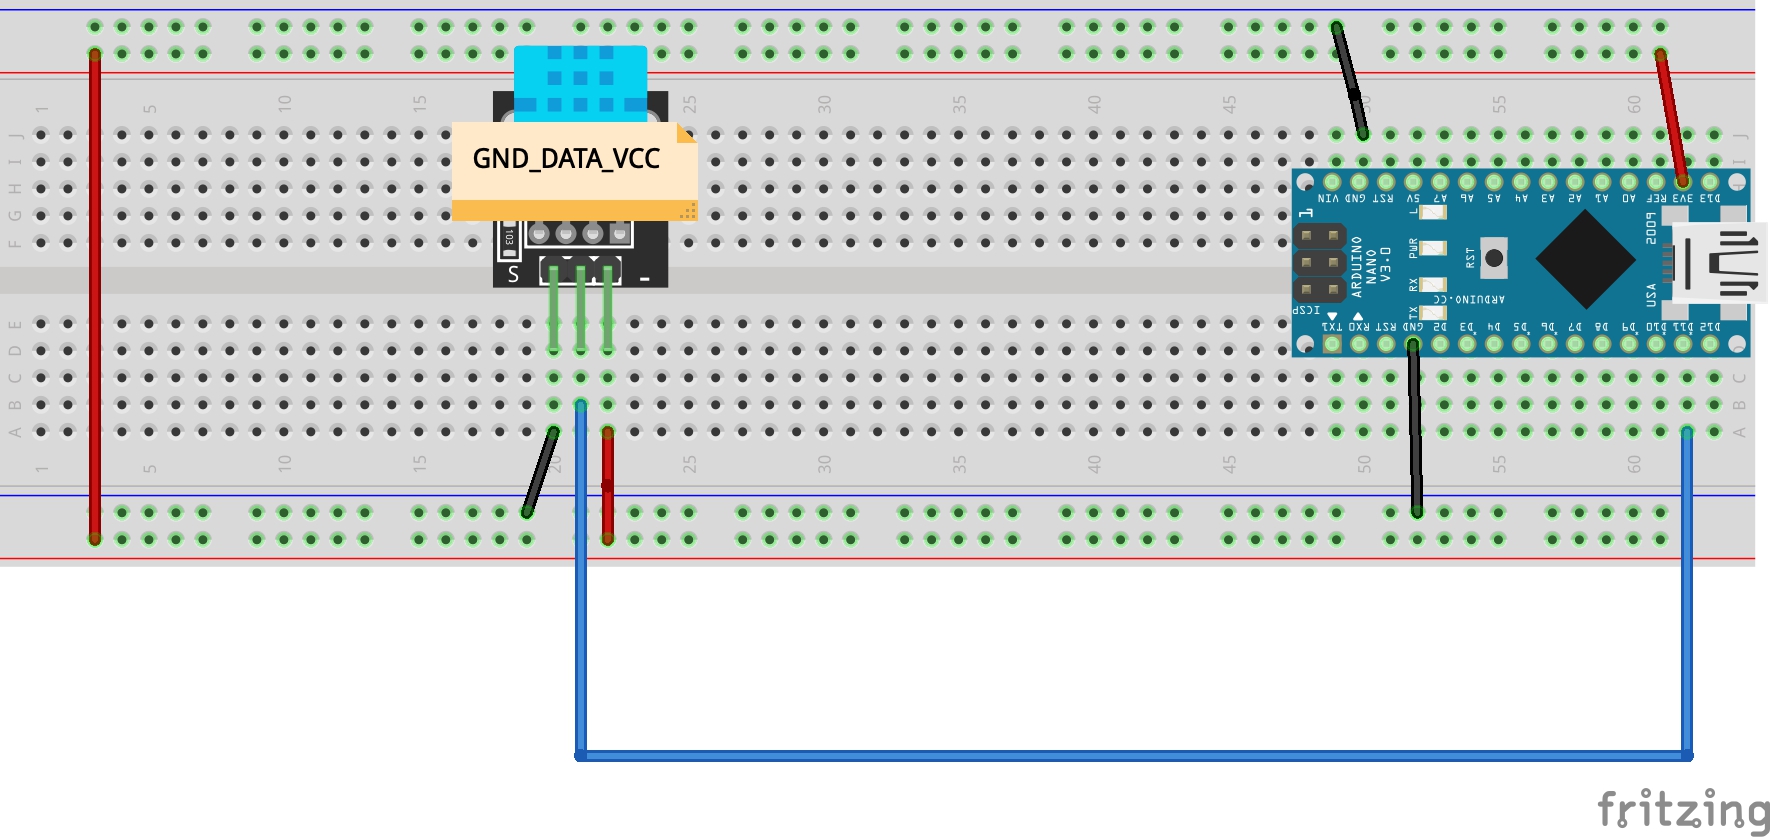 1 5 10 15 25 30 35 40 45 50 55 60
J J
I I
H
G
F
GND_DATA_VCC
103
S -
VIN GND RST 5V A7 A6 A5 A4 A3 A2 A1 A0 REF 3V3 D13
1
L
PWR
RX
TX
ARDUINO
NANO
V3.0
RST
ARDUINO.CC
2009
USA
ICSP
TX1 RX0 RST GND D2 D3* D4 D5* D6* D7 D8 D9* D10* D11* D12
E
D
C C
B B
A A
1 5 10 15 20 25 30 35 40 45 50 55 60
fritzing